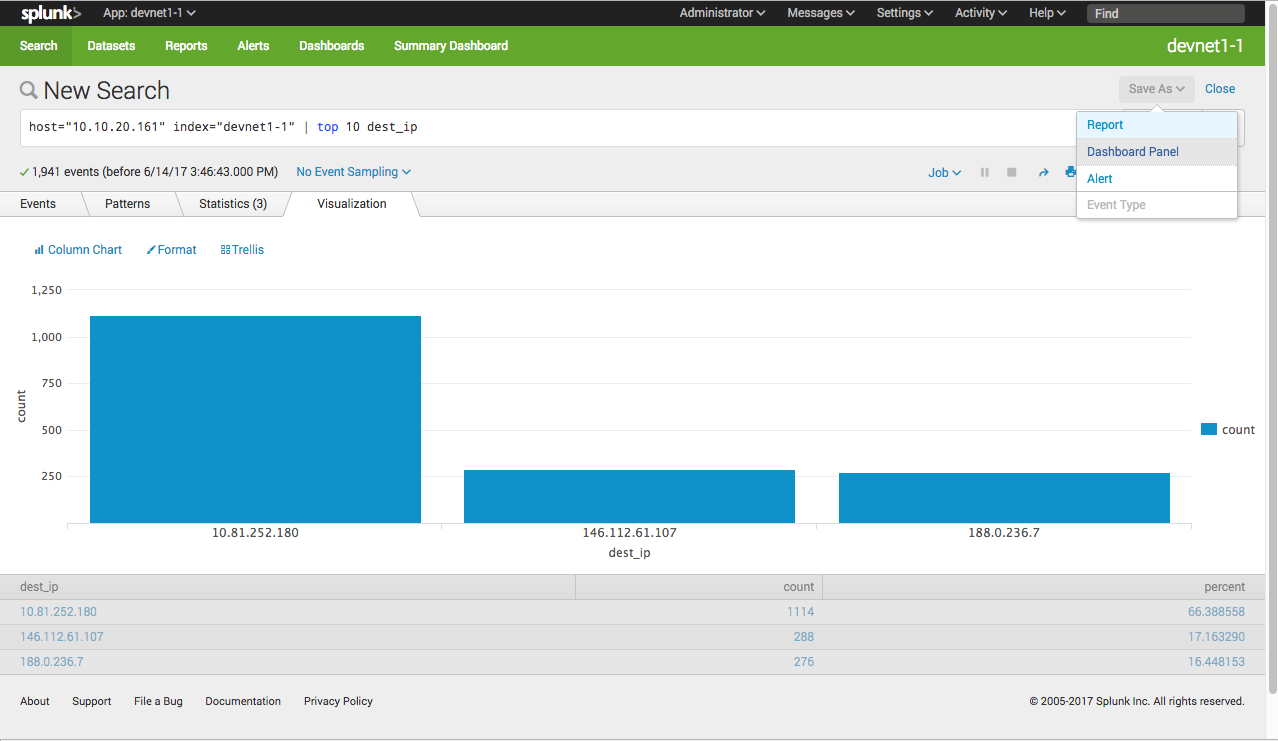 splunk> App: devnet1-1 Administrator Messages Settings Activity Help Find
Search Datasets Reports Alerts Dashboards Summary Dashboard devnet1-1
New Search Save As Close
host="10.10.20.161" index="devnet1-1" | top 10 dest_ip
Report
Dashboard Panel
Alert
Event Type
1,941 events (before 6/14/17 3:46:43.000 PM) No Event Sampling Job
Events Patterns Statistics (3) Visualization
Column Chart Format Trellis
1,250
1,000
750
500
250
count
count
10.81.252.180 146.112.61.107 188.0.236.7
dest_ip
dest_ip count percent
10.81.252.180 1114 66.388558
146.112.61.107 288 17.163290
188.0.236.7 276 16.448153
About Support File a Bug Documentation Privacy Policy © 2005-2017 Splunk Inc. All rights reserved.